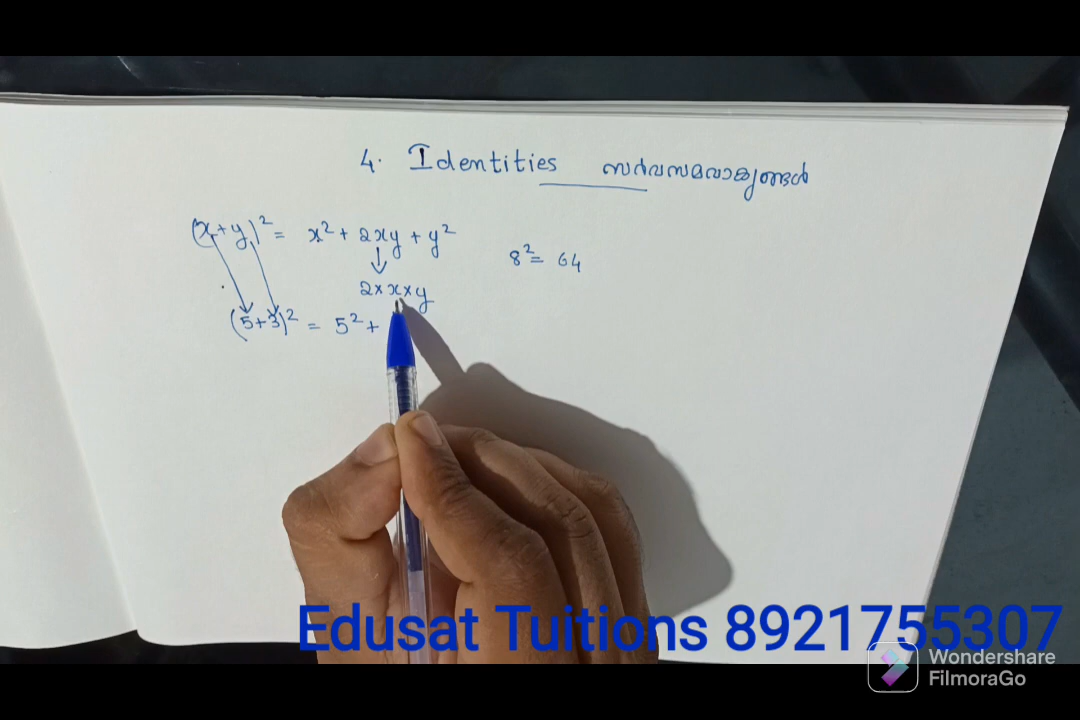 4. Identities സർവസമവാക്യങ്ങൾ
(x+y)² = x² + 2xy + y²
8² = 64
↓
2×x×y
(5+3)² = 5² +
Edusat Tuitions 8921755307
Wondershare
FilmoraGo